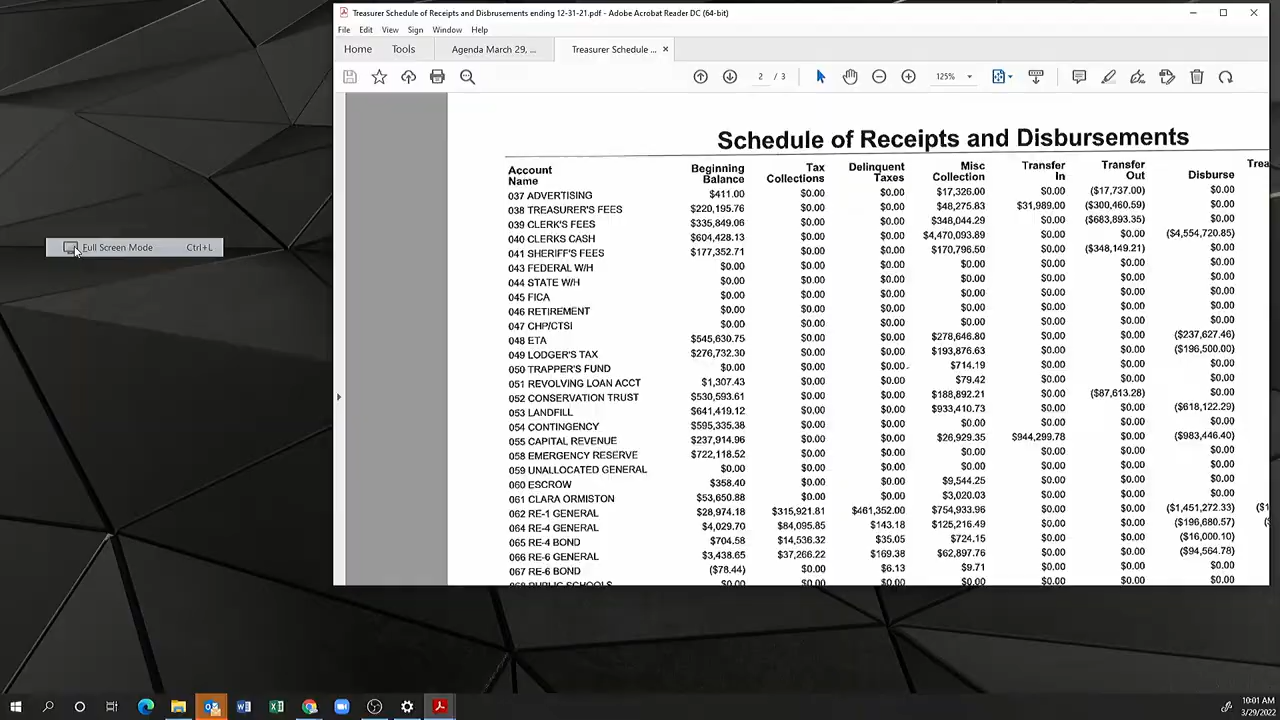 Treasurer Schedule of Receipts and Disbrusements ending 12-31-21.pdf - Adobe Acrobat Reader DC (64-bit)
File Edit View Sign Window Help
Home Tools Agenda March 29, ... Treasurer Schedule ... ×
2 / 3 125%
Schedule of Receipts and Disbursements
Account Name Beginning Balance Tax Collections Delinquent Taxes Misc Collection Transfer In Transfer Out Disburse Trea
037 ADVERTISING $411.00 $0.00 $0.00 $17,326.00 $0.00 ($17,737.00) $0.00
038 TREASURER'S FEES $220,195.76 $0.00 $0.00 $48,275.83 $31,989.00 ($300,460.59) $0.00
039 CLERK'S FEES $335,849.06 $0.00 $0.00 $348,044.29 $0.00 ($683,893.35) $0.00
040 CLERKS CASH $604,428.13 $0.00 $0.00 $4,470,093.89 $0.00 $0.00 ($4,554,720.85)
041 SHERIFF'S FEES $177,352.71 $0.00 $0.00 $170,796.50 $0.00 ($348,149.21) $0.00
043 FEDERAL W/H $0.00 $0.00 $0.00 $0.00 $0.00 $0.00 $0.00
044 STATE W/H $0.00 $0.00 $0.00 $0.00 $0.00 $0.00 $0.00
045 FICA $0.00 $0.00 $0.00 $0.00 $0.00 $0.00 $0.00
046 RETIREMENT $0.00 $0.00 $0.00 $0.00 $0.00 $0.00 $0.00
047 CHP/CTSI $0.00 $0.00 $0.00 $0.00 $0.00 $0.00 $0.00
048 ETA $545,630.75 $0.00 $0.00 $278,646.80 $0.00 $0.00 ($237,627.46)
049 LODGER'S TAX $276,732.30 $0.00 $0.00 $193,876.63 $0.00 $0.00 ($196,500.00)
050 TRAPPER'S FUND $0.00 $0.00 $0.00 $714.19 $0.00 $0.00 $0.00
051 REVOLVING LOAN ACCT $1,307.43 $0.00 $0.00 $79.42 $0.00 $0.00 $0.00
052 CONSERVATION TRUST $530,593.61 $0.00 $0.00 $188,892.21 $0.00 ($87,613.28) $0.00
053 LANDFILL $641,419.12 $0.00 $0.00 $933,410.73 $0.00 $0.00 ($618,122.29)
054 CONTINGENCY $595,335.38 $0.00 $0.00 $0.00 $0.00 $0.00 $0.00
055 CAPITAL REVENUE $237,914.96 $0.00 $0.00 $26,929.35 $944,299.78 $0.00 ($983,446.40)
058 EMERGENCY RESERVE $722,118.52 $0.00 $0.00 $0.00 $0.00 $0.00 $0.00
059 UNALLOCATED GENERAL $0.00 $0.00 $0.00 $0.00 $0.00 $0.00 $0.00
060 ESCROW $358.40 $0.00 $0.00 $9,544.25 $0.00 $0.00 $0.00
061 CLARA ORMISTON $53,650.88 $0.00 $0.00 $3,020.03 $0.00 $0.00 $0.00
062 RE-1 GENERAL $28,974.18 $315,921.81 $461,352.00 $754,933.96 $0.00 $0.00 ($1,451,272.33) ($1
064 RE-4 GENERAL $4,029.70 $84,095.85 $143.18 $125,216.49 $0.00 $0.00 ($196,680.57)
065 RE-4 BOND $704.58 $14,536.32 $35.05 $724.15 $0.00 $0.00 ($16,000.10)
066 RE-6 GENERAL $3,438.65 $37,266.22 $169.38 $62,897.76 $0.00 $0.00 ($94,564.78)
067 RE-6 BOND ($78.44) $0.00 $6.13 $9.71 $0.00 $0.00 $0.00
068 PUBLIC SCHOOLS $0.00 $0.00 $0.00 $0.00 $0.00 $0.00 $0.00
Full Screen Mode Ctrl+L
10:01 AM
3/29/2022